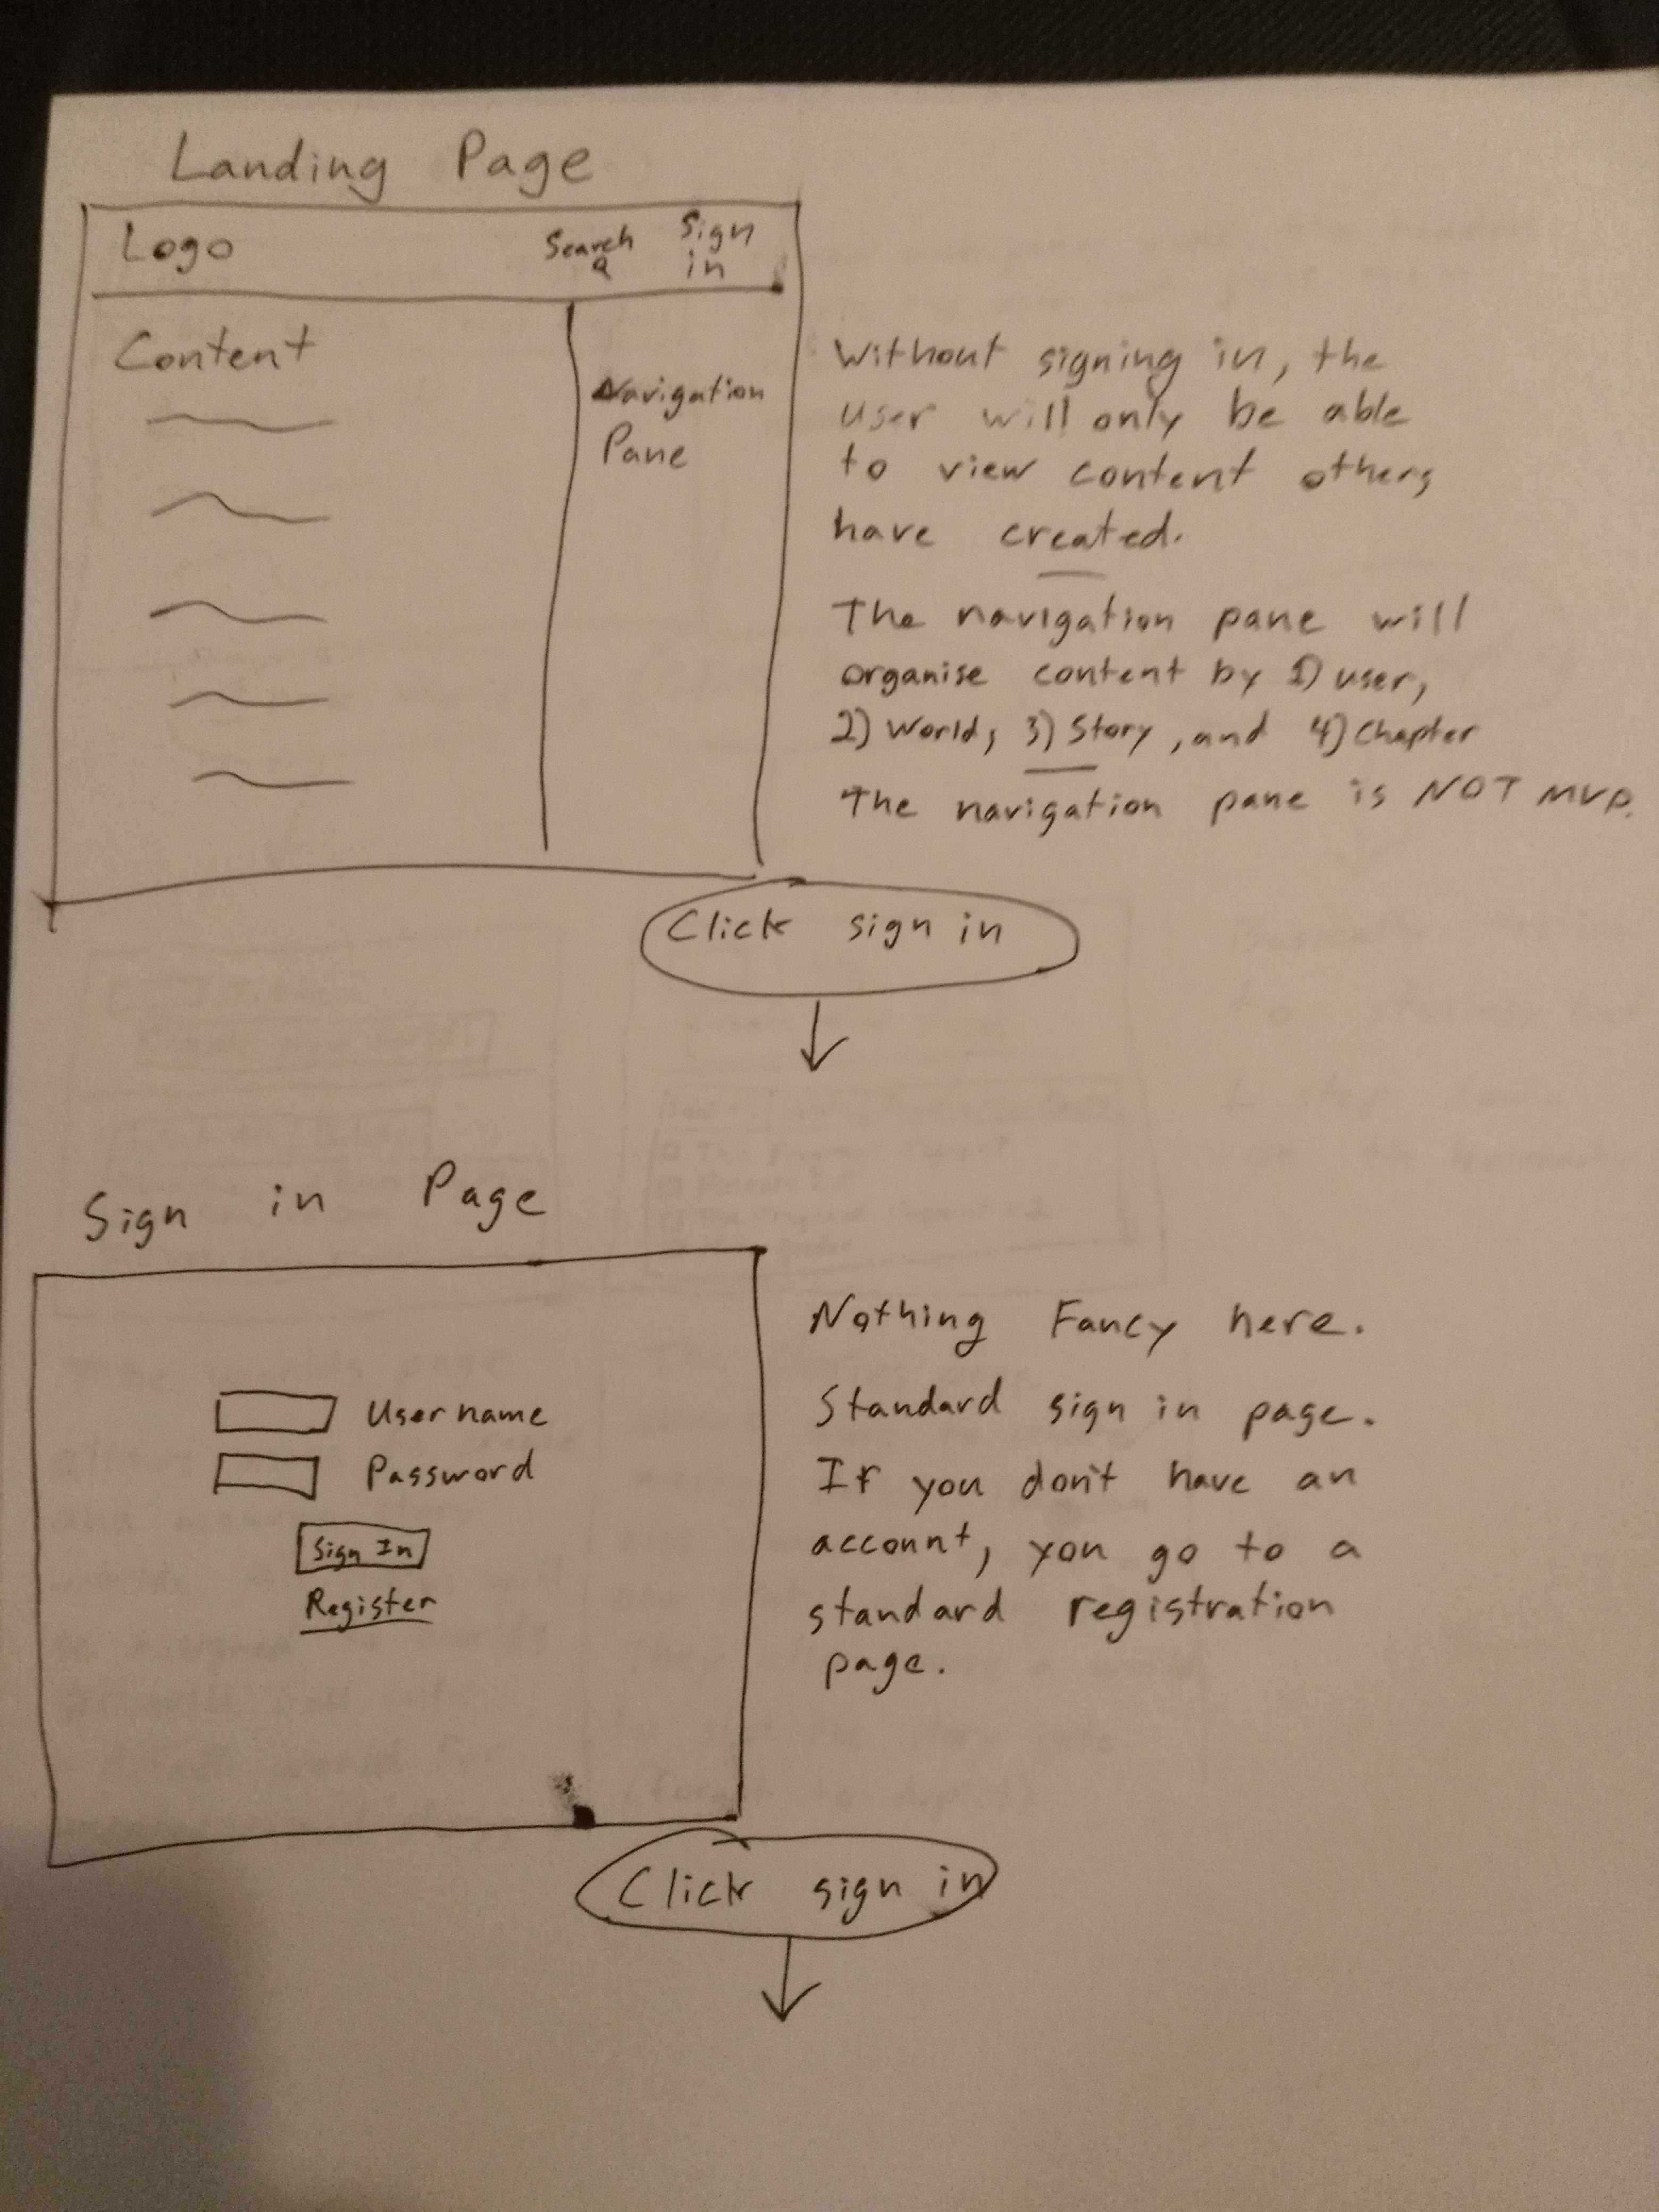 Landing Page
Logo
Search
Sign
in
Content
Navigation
Pane
Without signing in, the
user will only be able
to view content others
have created.
The navigation pane will
organise content by 1) user,
2) World, 3) Story, and 4) Chapter
The navigation pane is NOT MVP.
Click sign in
Sign in Page
Username
Password
Sign In
Register
Nothing Fancy here.
Standard sign in page.
If you don't have an
account, you go to a
standard registration
page.
Click sign in